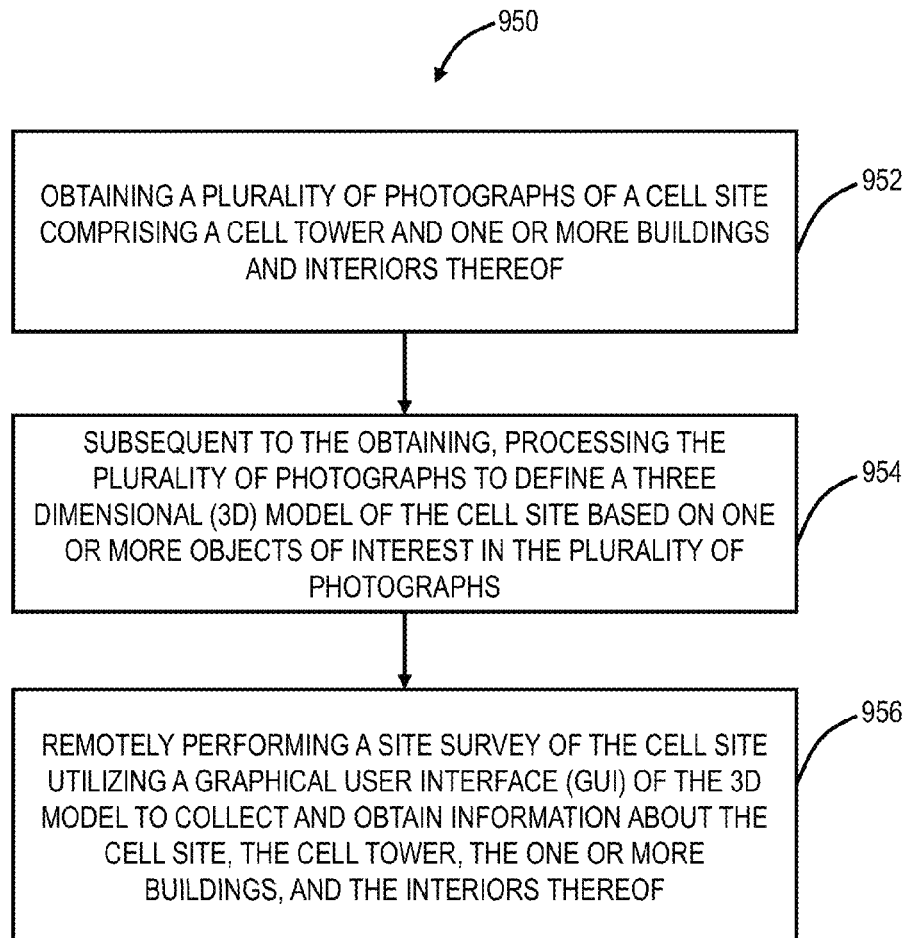 950
OBTAINING A PLURALITY OF PHOTOGRAPHS OF A CELL SITE
COMPRISING A CELL TOWER AND ONE OR MORE BUILDINGS
AND INTERIORS THEREOF
952
SUBSEQUENT TO THE OBTAINING, PROCESSING THE
PLURALITY OF PHOTOGRAPHS TO DEFINE A THREE
DIMENSIONAL (3D) MODEL OF THE CELL SITE BASED ON ONE
OR MORE OBJECTS OF INTEREST IN THE PLURALITY OF
PHOTOGRAPHS
954
REMOTELY PERFORMING A SITE SURVEY OF THE CELL SITE
UTILIZING A GRAPHICAL USER INTERFACE (GUI) OF THE 3D
MODEL TO COLLECT AND OBTAIN INFORMATION ABOUT THE
CELL SITE, THE CELL TOWER, THE ONE OR MORE
BUILDINGS, AND THE INTERIORS THEREOF
956